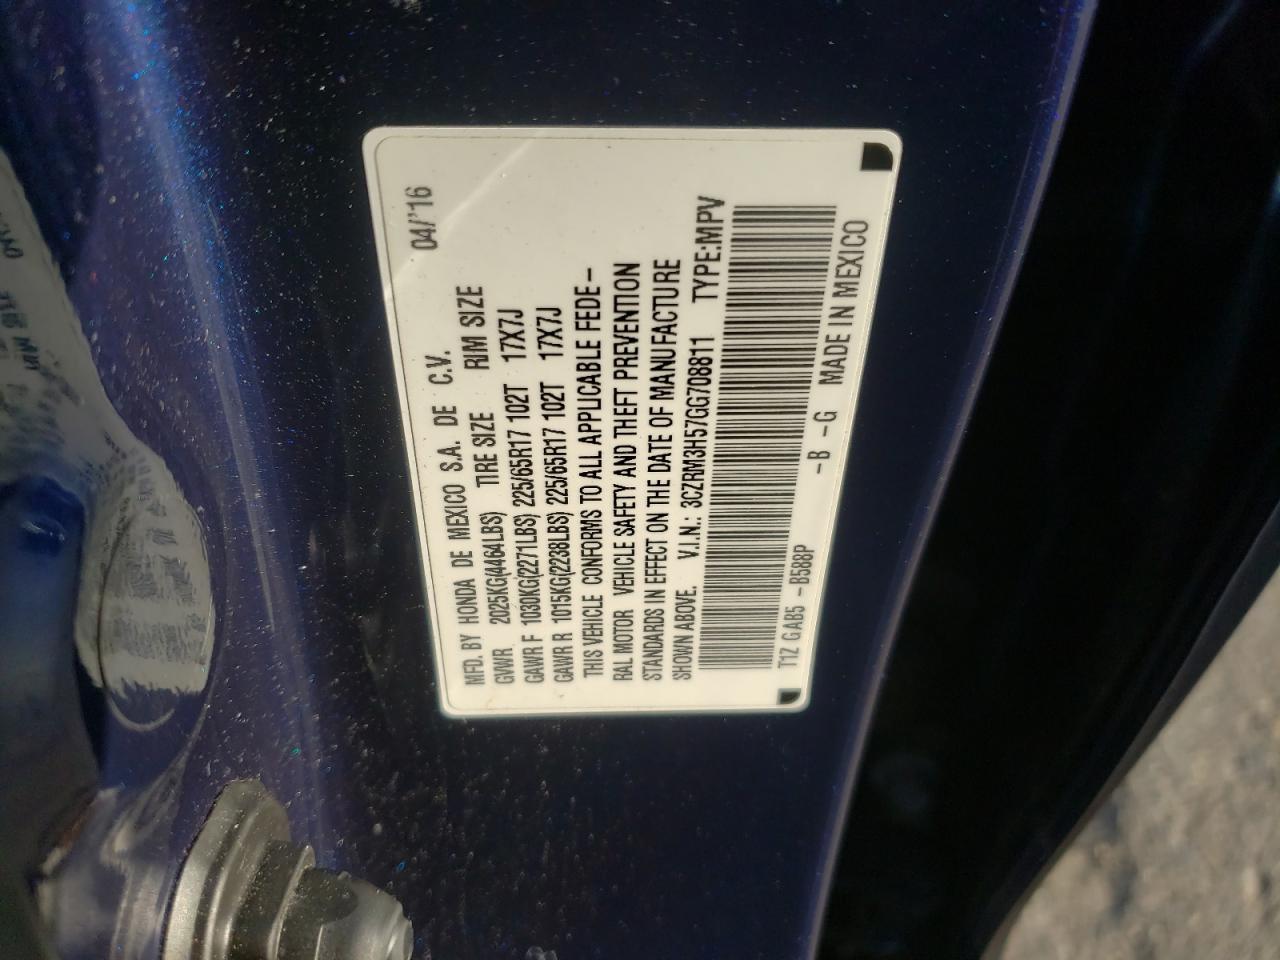 MFD. BY HONDA DE MEXICO S.A. DE C.V. 04/'16
GVWR 2025KG(4464LBS) TIRE SIZE RIM SIZE
GAWR F 1030KG(2271LBS) 225/65R17 102T 17X7J
GAWR R 1015KG(2238LBS) 225/65R17 102T 17X7J
THIS VEHICLE CONFORMS TO ALL APPLICABLE FEDE-
RAL MOTOR VEHICLE SAFETY AND THEFT PREVENTION
STANDARDS IN EFFECT ON THE DATE OF MANUFACTURE
SHOWN ABOVE. V.I.N.: 3CZRM3H57GG708811 TYPE:MPV
T1Z GAB5 -B588P -B -G MADE IN MEXICO